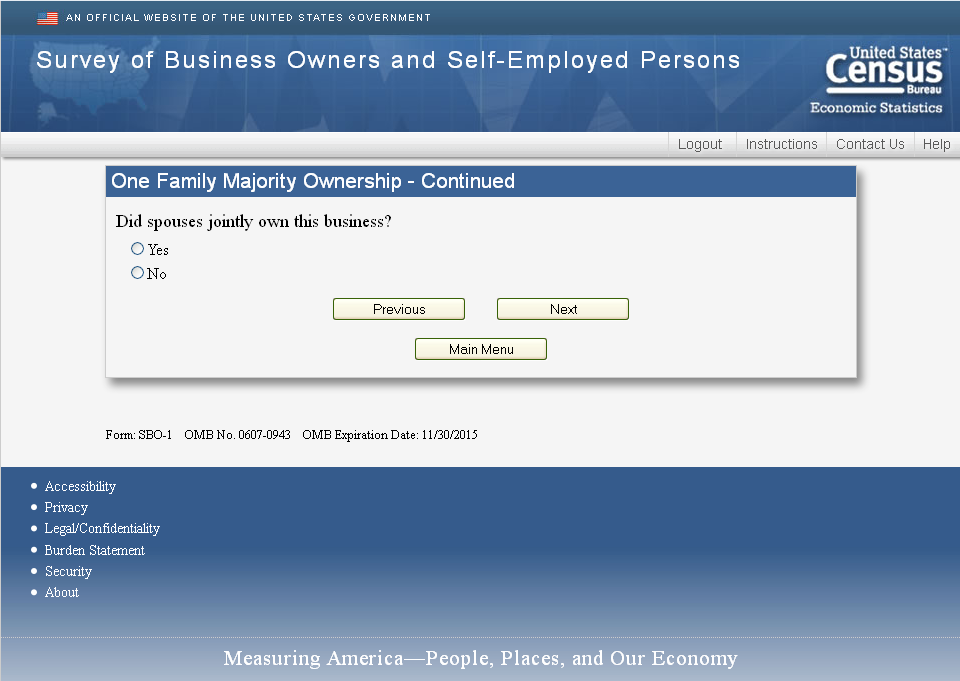 AN OFFICIAL WEBSITE OF THE UNITED STATES GOVERNMENT
Survey of Business Owners and Self-Employed Persons
United States™
Census
Bureau
Economic Statistics
Logout Instructions Contact Us Help
One Family Majority Ownership - Continued
Did spouses jointly own this business?
Yes
No
Previous Next
Main Menu
Form: SBO-1 OMB No. 0607-0943 OMB Expiration Date: 11/30/2015
Accessibility
Privacy
Legal/Confidentiality
Burden Statement
Security
About
Measuring America—People, Places, and Our Economy